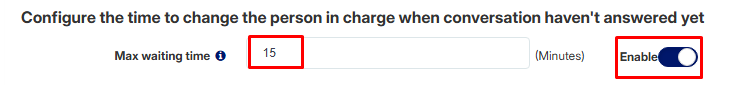 Configure the time to change the person in charge when conversation haven't answered yet
Max waiting time 15 (Minutes) Enable